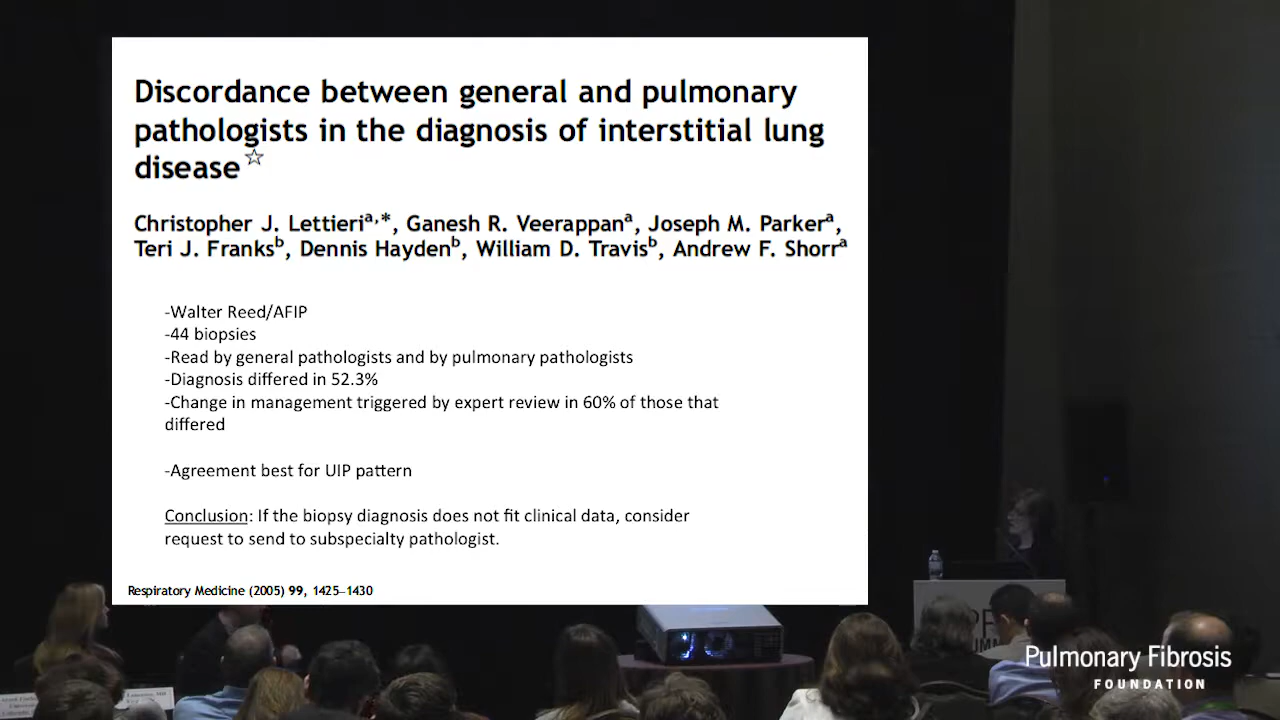 Discordance between general and pulmonary
pathologists in the diagnosis of interstitial lung
disease☆
Christopher J. Lettieriᵃ,*, Ganesh R. Veerappanᵃ, Joseph M. Parkerᵃ,
Teri J. Franksᵇ, Dennis Haydenᵇ, William D. Travisᵇ, Andrew F. Shorrᵃ
-Walter Reed/AFIP
-44 biopsies
-Read by general pathologists and by pulmonary pathologists
-Diagnosis differed in 52.3%
-Change in management triggered by expert review in 60% of those that
differed
-Agreement best for UIP pattern
Conclusion: If the biopsy diagnosis does not fit clinical data, consider
request to send to subspecialty pathologist.
Respiratory Medicine (2005) 99, 1425–1430
Pulmonary Fibrosis
FOUNDATION